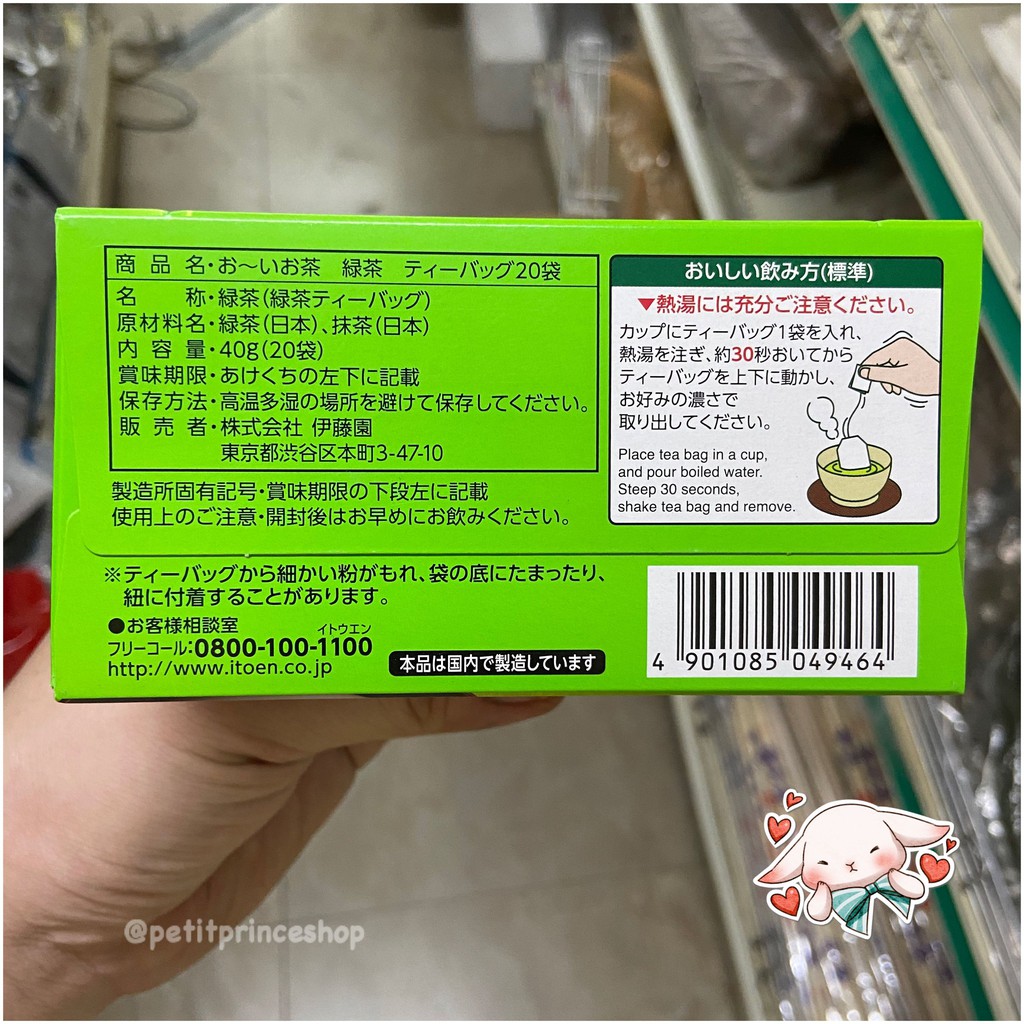 商品名・お〜いお茶 緑茶 ティーバッグ20袋
名称・緑茶(緑茶ティーバッグ)
原材料名・緑茶(日本)、抹茶(日本)
内容量・40g(20袋)
賞味期限・あけくちの左下に記載
保存方法・高温多湿の場所を避けて保存してください。
販売者・株式会社 伊藤園
東京都渋谷区本町3-47-10
製造所固有記号・賞味期限の下段左に記載
使用上のご注意・開封後はお早めにお飲みください。
おいしい飲み方(標準)
▼熱湯には充分ご注意ください。
カップにティーバッグ1袋を入れ、
熱湯を注ぎ、約30秒おいてから
ティーバッグを上下に動かし、
お好みの濃さで
取り出してください。
Place tea bag in a cup,
and pour boiled water.
Steep 30 seconds,
shake tea bag and remove.
※ティーバッグから細かい粉がもれ、袋の底にたまったり、
紐に付着することがあります。
●お客様相談室
イトウエン
フリーコール:0800-100-1100
http://www.itoen.co.jp
本品は国内で製造しています
4 901085 049464
@petitprinceshop